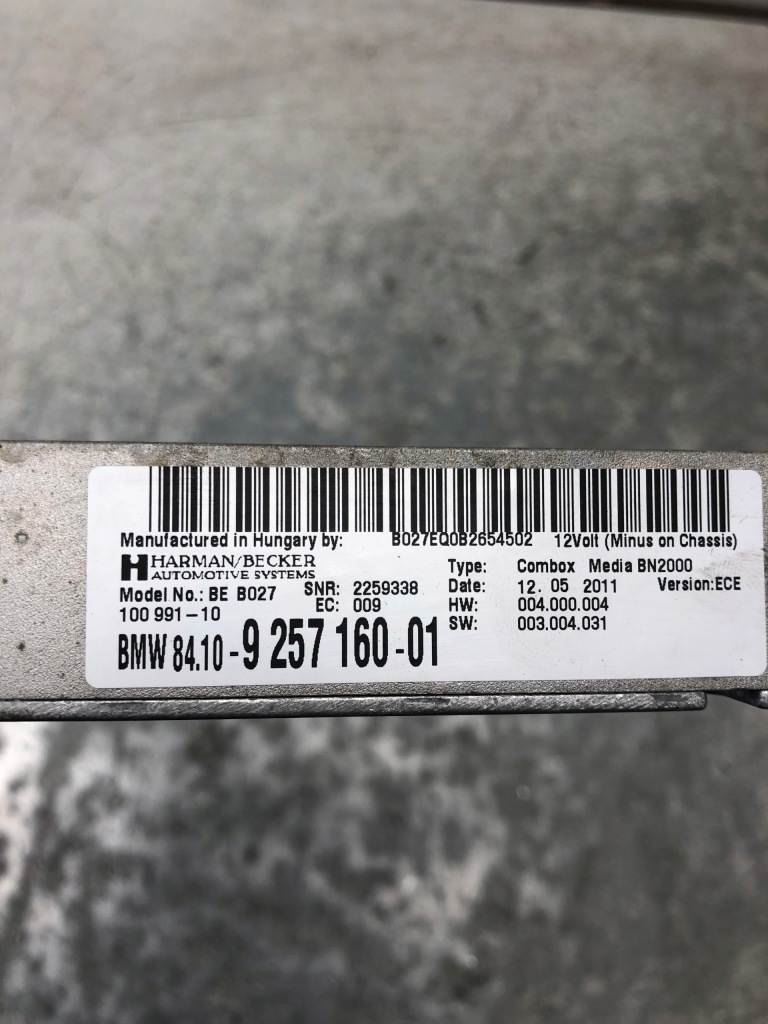 Manufactured in Hungary by: B027EQ0B2654502 12Volt (Minus on Chassis)
HARMAN/BECKER
AUTOMOTIVE SYSTEMS
Model No.: BE B027 SNR: 2259338
100 991-10 EC: 009
BMW 84.10-9 257 160-01
Type: Combox Media BN2000
Date: 12. 05 2011 Version:ECE
HW: 004.000.004
SW: 003.004.031